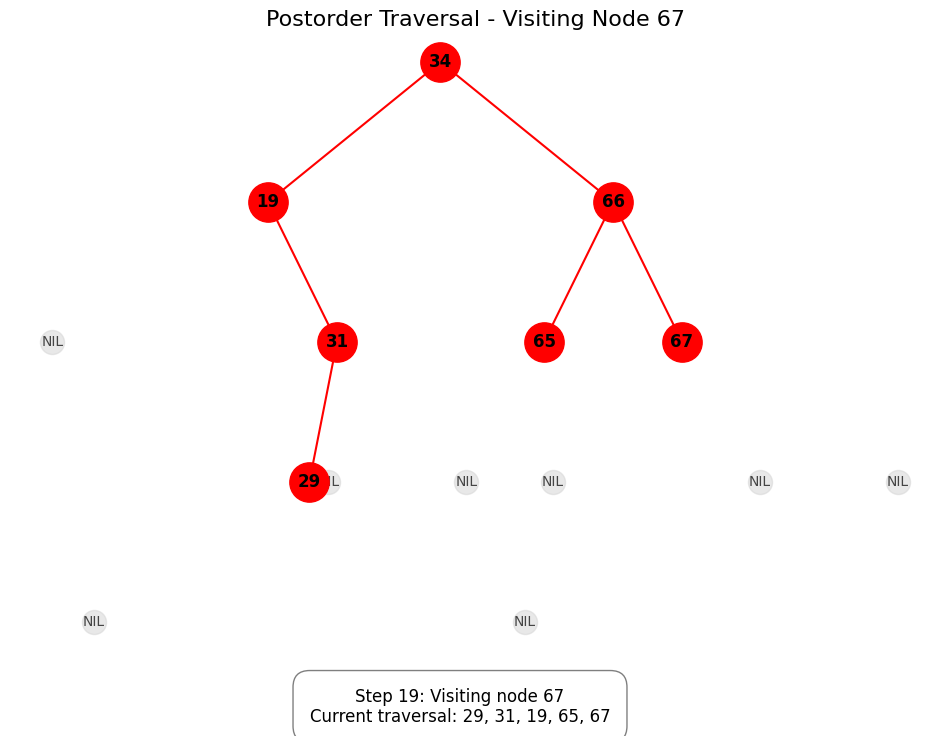 Postorder Traversal - Visiting Node 67
34
19
66
NIL
31
65
67
29
NIL
NIL
NIL
NIL
NIL
NIL
Step 19: Visiting node 67
Current traversal: 29, 31, 19, 65, 67